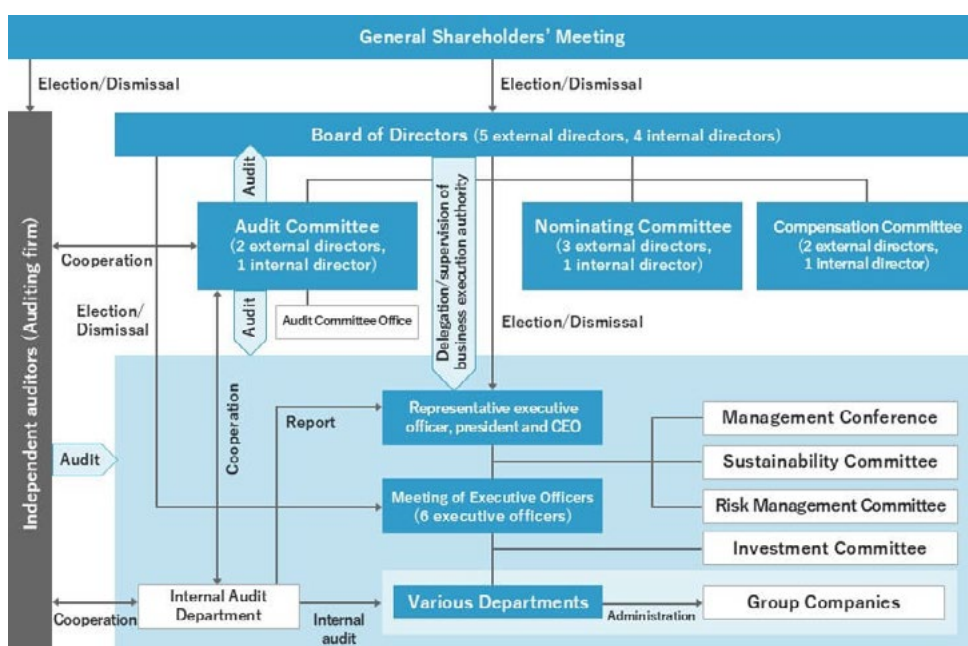 General Shareholders' Meeting
Election/Dismissal
Election/Dismissal
Independent auditors (Auditing firm)
Board of Directors (5 external directors, 4 internal directors)
Audit
Delegation/supervision of
business execution authority
Audit Committee
(2 external directors,
1 internal director)
Nominating Committee
(3 external directors,
1 internal director)
Compensation Committee
(2 external directors,
1 internal director)
Cooperation
Audit
Audit Committee Office
Election/
Dismissal
Election/Dismissal
Cooperation
Report
Representative executive
officer, president and CEO
Management Conference
Audit
Sustainability Committee
Meeting of Executive Officers
(6 executive officers)
Risk Management Committee
Investment Committee
Internal Audit
Department
Various Departments
Group Companies
Cooperation
Internal
audit
Administration